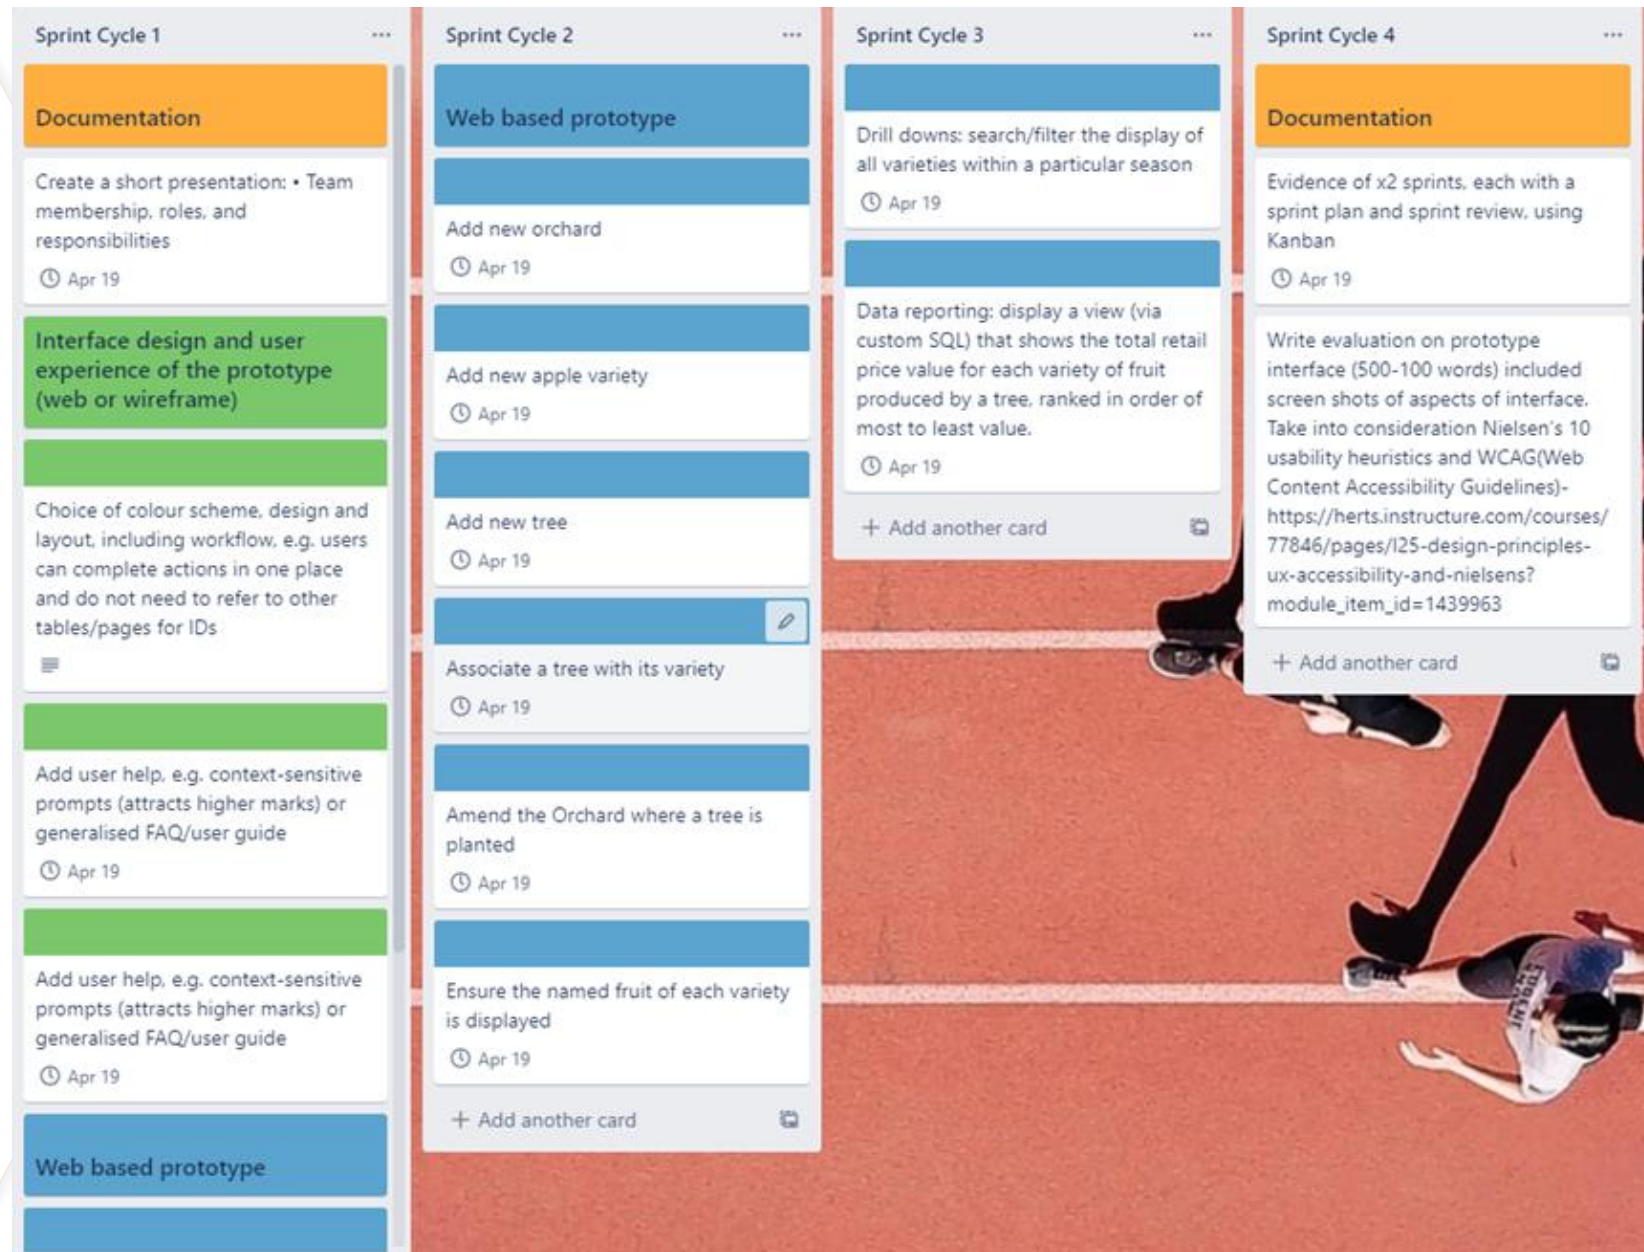 Sprint Cycle 1
Documentation
Create a short presentation: • Team
membership, roles, and
responsibilities
Apr 19
Interface design and user
experience of the prototype
(web or wireframe)
Choice of colour scheme, design and
layout, including workflow, e.g. users
can complete actions in one place
and do not need to refer to other
tables/pages for IDs
Add user help, e.g. context-sensitive
prompts (attracts higher marks) or
generalised FAQ/user guide
Apr 19
Add user help, e.g. context-sensitive
prompts (attracts higher marks) or
generalised FAQ/user guide
Apr 19
Web based prototype
Sprint Cycle 2
Web based prototype
Add new orchard
Apr 19
Add new apple variety
Apr 19
Add new tree
Apr 19
Associate a tree with its variety
Apr 19
Amend the Orchard where a tree is
planted
Apr 19
Ensure the named fruit of each variety
is displayed
Apr 19
+ Add another card
Sprint Cycle 3
Drill downs: search/filter the display of
all varieties within a particular season
Apr 19
Data reporting: display a view (via
custom SQL) that shows the total retail
price value for each variety of fruit
produced by a tree, ranked in order of
most to least value.
Apr 19
+ Add another card
Sprint Cycle 4
Documentation
Evidence of x2 sprints, each with a
sprint plan and sprint review, using
Kanban
Apr 19
Write evaluation on prototype
interface (500-100 words) included
screen shots of aspects of interface.
Take into consideration Nielsen's 10
usability heuristics and WCAG(Web
Content Accessibility Guidelines)-
https://herts.instructure.com/courses/
77846/pages/l25-design-principles-
ux-accessibility-and-nielsens?
module_item_id=1439963
+ Add another card